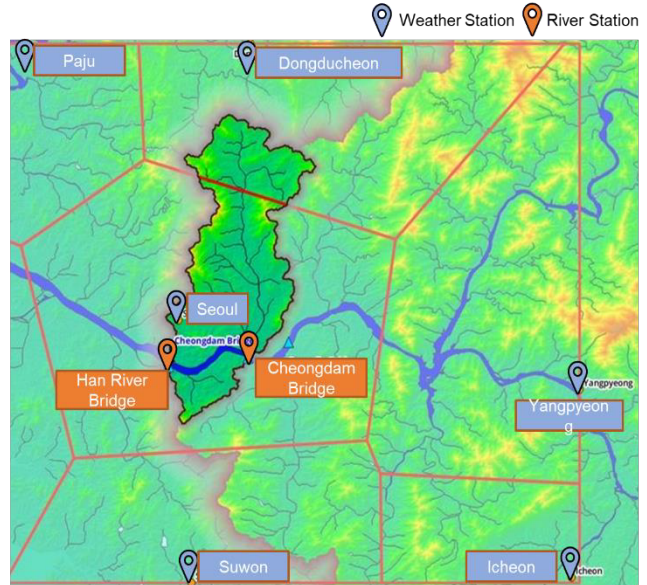 Weather Station
River Station
Paju
Dongducheon
Seoul
Cheongdam Bri
Han River
Bridge
Cheongdam
Bridge
Yangpyeong
Yangpyeon
g
Suwon
Icheon
Icheon